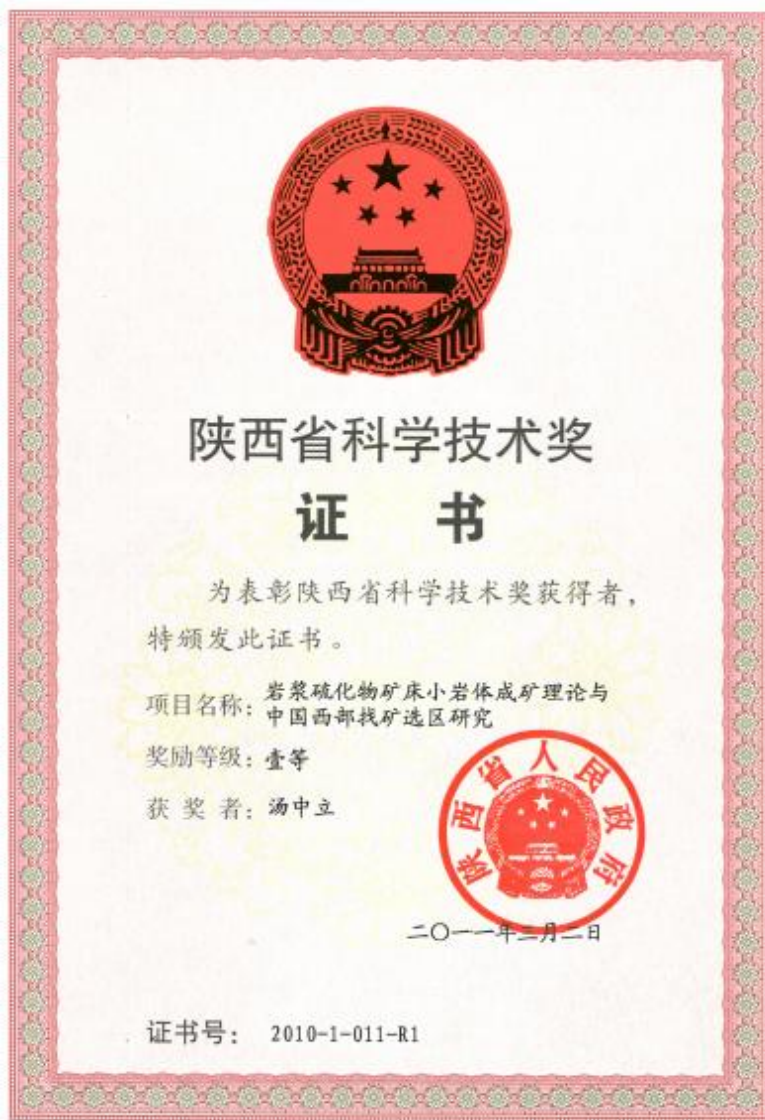 陕西省科学技术奖
证 书
为表彰陕西省科学技术奖获得者，
特颁发此证书。
项目名称：岩浆硫化物矿床小岩体成矿理论与
中国西部找矿选区研究
奖励等级：壹等
获 奖 者：汤中立
陕西省人民政府
二〇一一年三月二日
证书号： 2010-1-011-R1